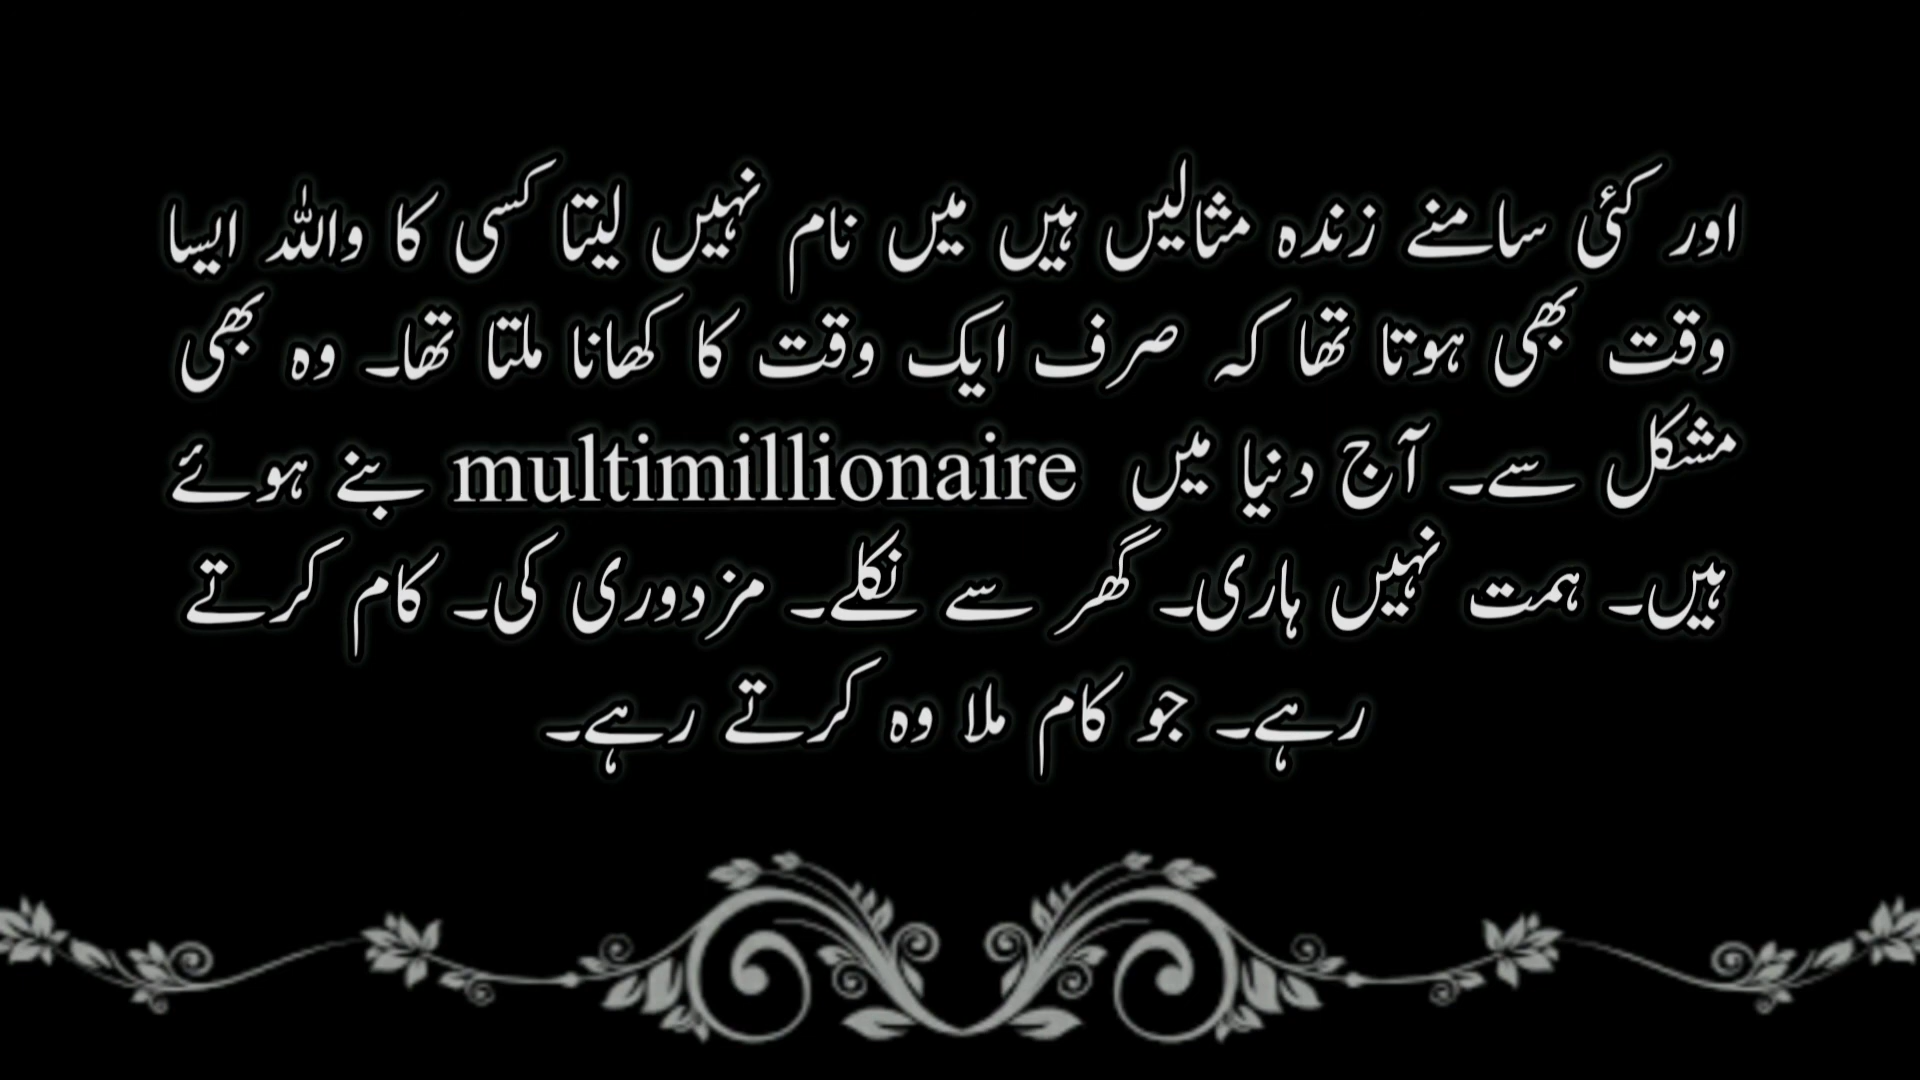 اور کئی سامنے زندہ مثالیں ہیں میں نام نہیں لیتا کسی کا واللہ ایسا
وقت بھی ہوتا تھا کہ صرف ایک وقت کا کھانا ملتا تھا۔ وہ بھی
مشکل سے۔ آج دنیا میں multimillionaire بنے ہوئے
ہیں۔ ہمت نہیں ہاری۔ گھر سے نکلے۔ مزدوری کی۔ کام کرتے
رہے۔ جو کام ملا وہ کرتے رہے۔